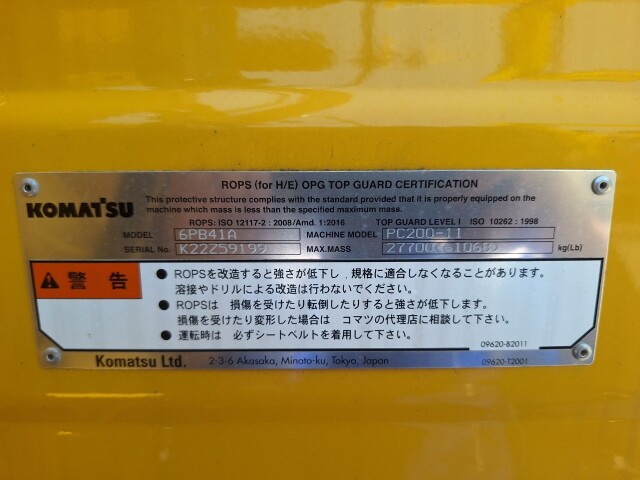 ROPS (for H/E) OPG TOP GUARD CERTIFICATION
KOMATSU
This protective structure complies with the standard provided that it is properly equipped on the
machine which mass is less than the specified maximum mass.
ROPS: ISO 12117-2 : 2008/Amd. 1:2016 TOP GUARD LEVEL I ISO 10262 : 1998
MODEL 6PB41A MACHINE MODEL PC200-11
SERIAL No. MAX.MASS kg(Lb)
警告
● ROPSを改造すると強さが低下し，規格に適合しなくなることがあります。
溶接やドリルによる改造は行わないでください。
● ROPSは 損傷を受けたり転倒したりすると強さが低下します.
損傷を受けたり変形した場合は コマツの代理店に相談して下さい。
● 運転時は 必ずシートベルトを着用して下さい。
09620-B2011
Komatsu Ltd. 2-3-6 Akasaka, Minato-ku, Tokyo, Japan 09620-T2001